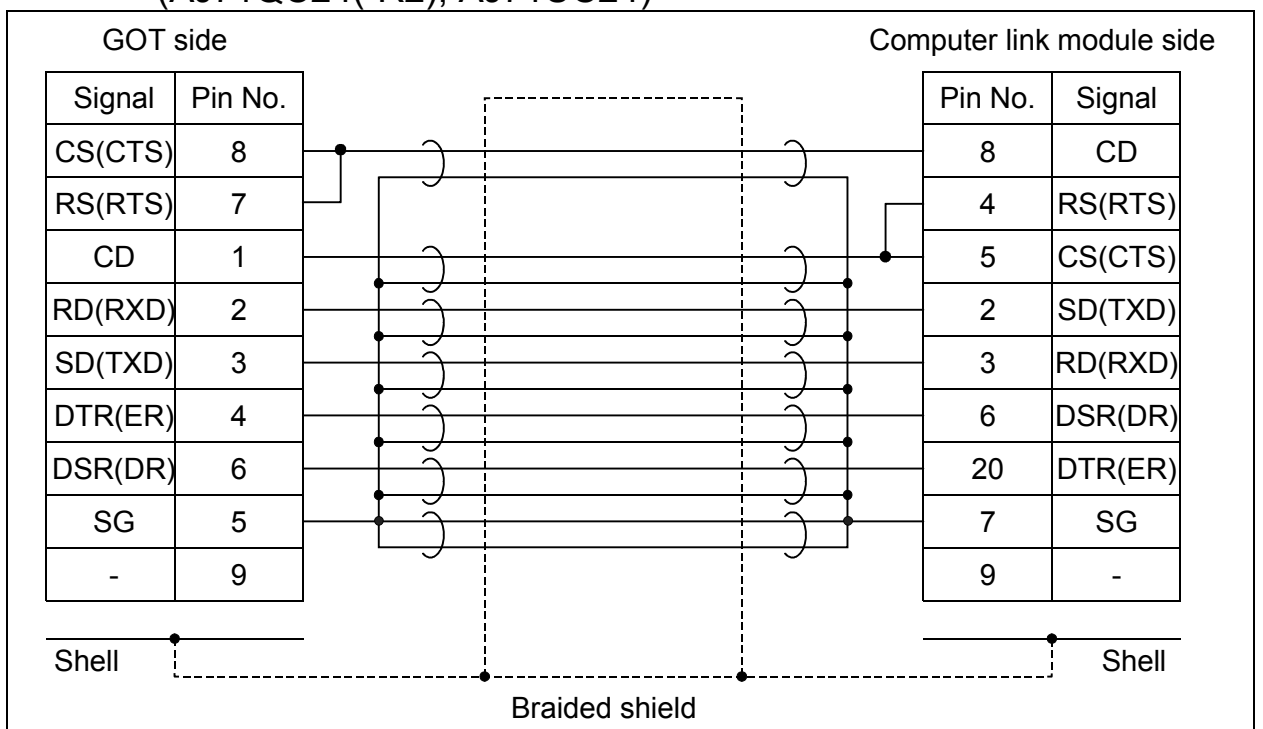 GOT side Computer link module side
Signal Pin No. Pin No. Signal
CS(CTS) 8 8 CD
RS(RTS) 7 4 RS(RTS)
CD 1 5 CS(CTS)
RD(RXD) 2 2 SD(TXD)
SD(TXD) 3 3 RD(RXD)
DTR(ER) 4 6 DSR(DR)
DSR(DR) 6 20 DTR(ER)
SG 5 7 SG
- 9 9 -
Shell Shell
Braided shield